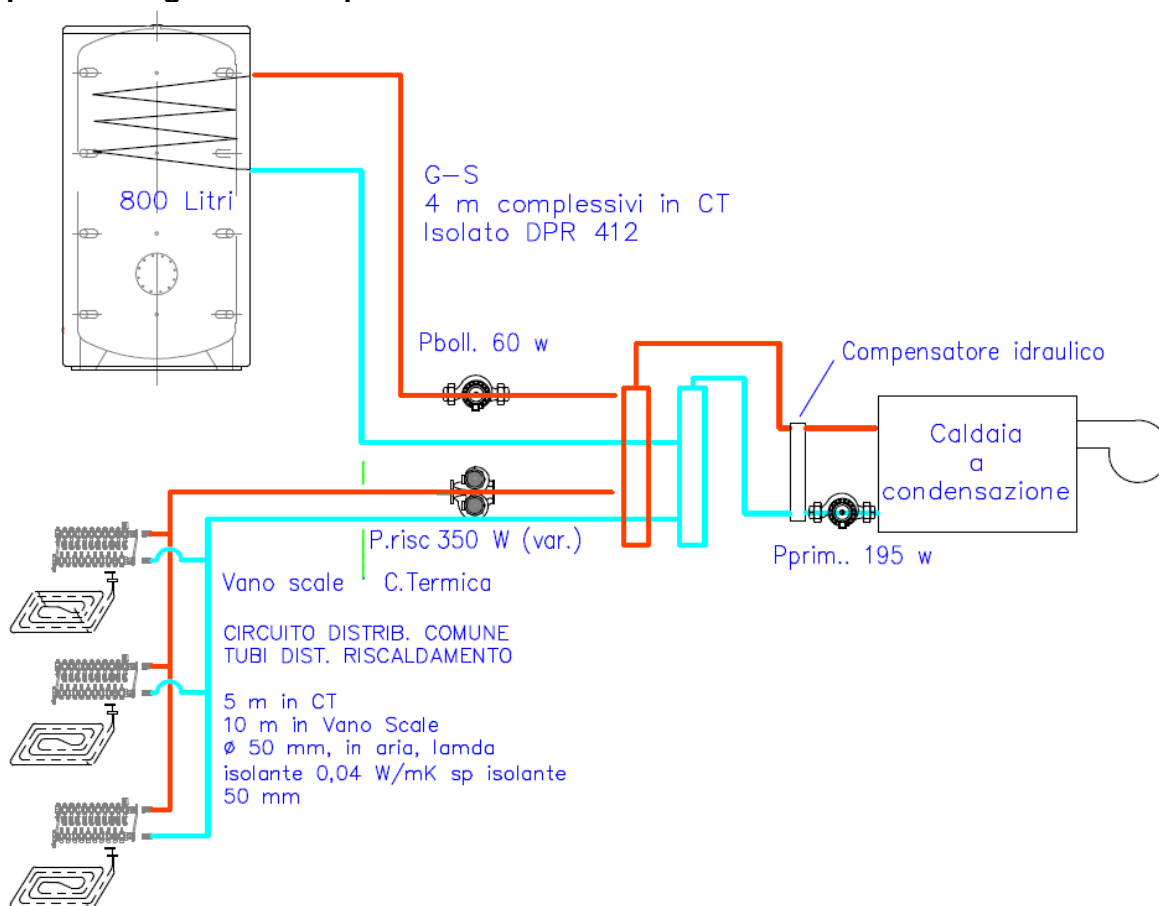 800 Litri
G-S
4 m complessivi in CT
Isolato DPR 412
Pboll. 60 w
Compensatore idraulico
Caldaia
a
condensazione
P.risc 350 W (var.)
Pprim.. 195 w
Vano scale
C.Termica
CIRCUITO DISTRIB. COMUNE
TUBI DIST. RISCALDAMENTO
5 m in CT
10 m in Vano Scale
ø 50 mm, in aria, lamda
isolante 0,04 W/mK sp isolante
50 mm